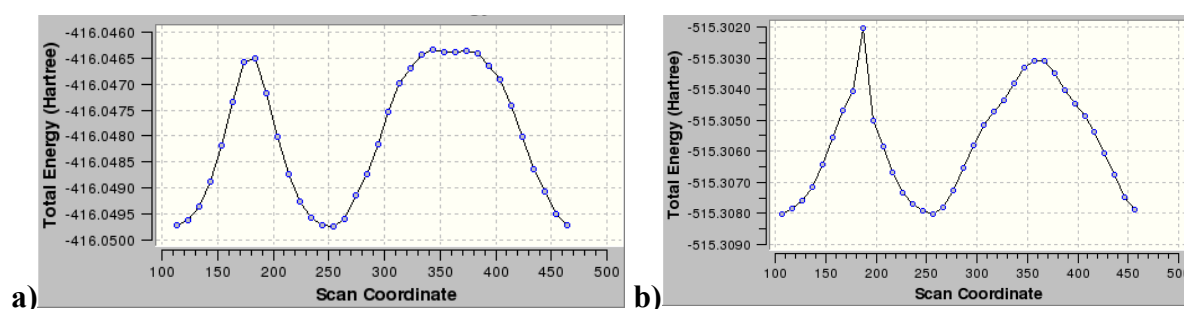 Total Energy (Hartree)
-416.0460
-416.0465
-416.0470
-416.0475
-416.0480
-416.0485
-416.0490
-416.0495
-416.0500
100 150 200 250 300 350 400 450 500
Scan Coordinate
a)
Total Energy (Hartree)
-515.3020
-515.3030
-515.3040
-515.3050
-515.3060
-515.3070
-515.3080
-515.3090
100 150 200 250 300 350 400 450 500
Scan Coordinate
b)